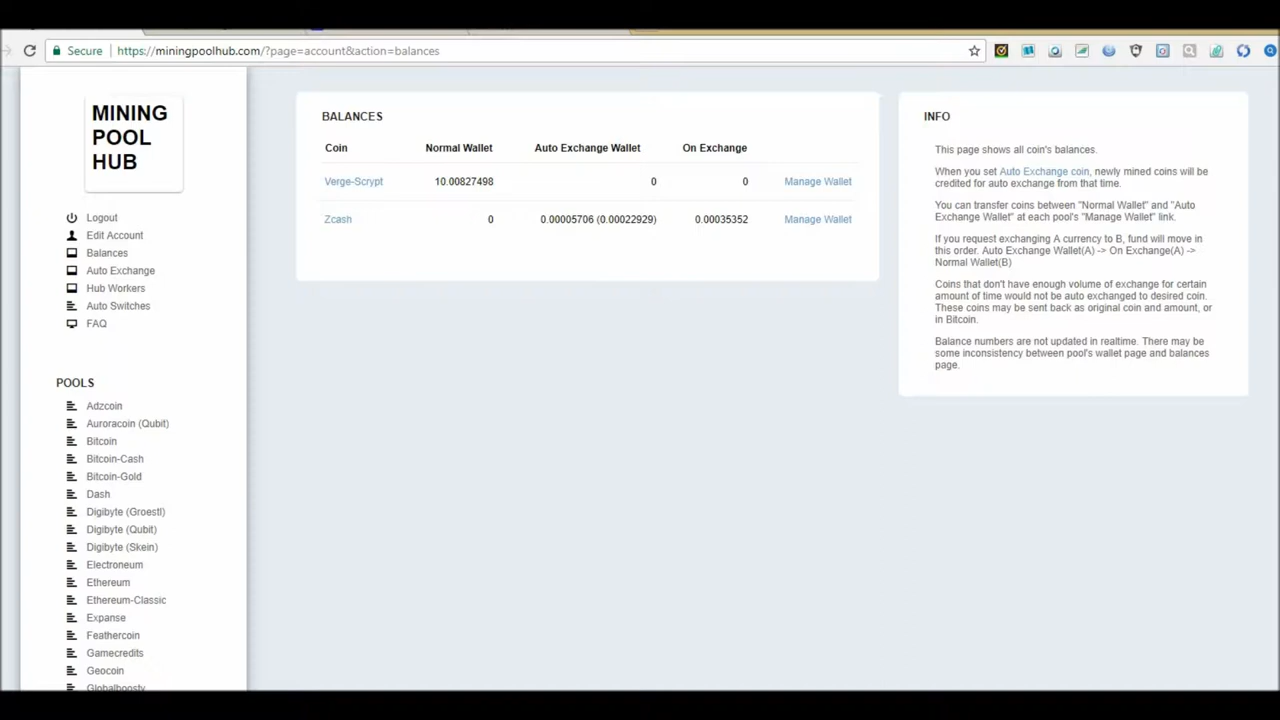 Secure https://miningpoolhub.com/?page=account&action=balances
MINING
POOL
HUB
Logout
Edit Account
Balances
Auto Exchange
Hub Workers
Auto Switches
FAQ
POOLS
Adzcoin
Auroracoin (Qubit)
Bitcoin
Bitcoin-Cash
Bitcoin-Gold
Dash
Digibyte (Groestl)
Digibyte (Qubit)
Digibyte (Skein)
Electroneum
Ethereum
Ethereum-Classic
Expanse
Feathercoin
Gamecredits
Geocoin
Globalboosty
BALANCES
Coin Normal Wallet Auto Exchange Wallet On Exchange
Verge-Scrypt 10.00827498 0 0 Manage Wallet
Zcash 0 0.00005706 (0.00022929) 0.00035352 Manage Wallet
INFO
This page shows all coin's balances.
When you set Auto Exchange coin, newly mined coins will be
credited for auto exchange from that time.
You can transfer coins between "Normal Wallet" and "Auto
Exchange Wallet" at each pool's "Manage Wallet" link.
If you request exchanging A currency to B, fund will move in
this order. Auto Exchange Wallet(A) -> On Exchange(A) ->
Normal Wallet(B)
Coins that don't have enough volume of exchange for certain
amount of time would not be auto exchanged to desired coin.
These coins may be sent back as original coin and amount, or
in Bitcoin.
Balance numbers are not updated in realtime. There may be
some inconsistency between pool's wallet page and balances
page.